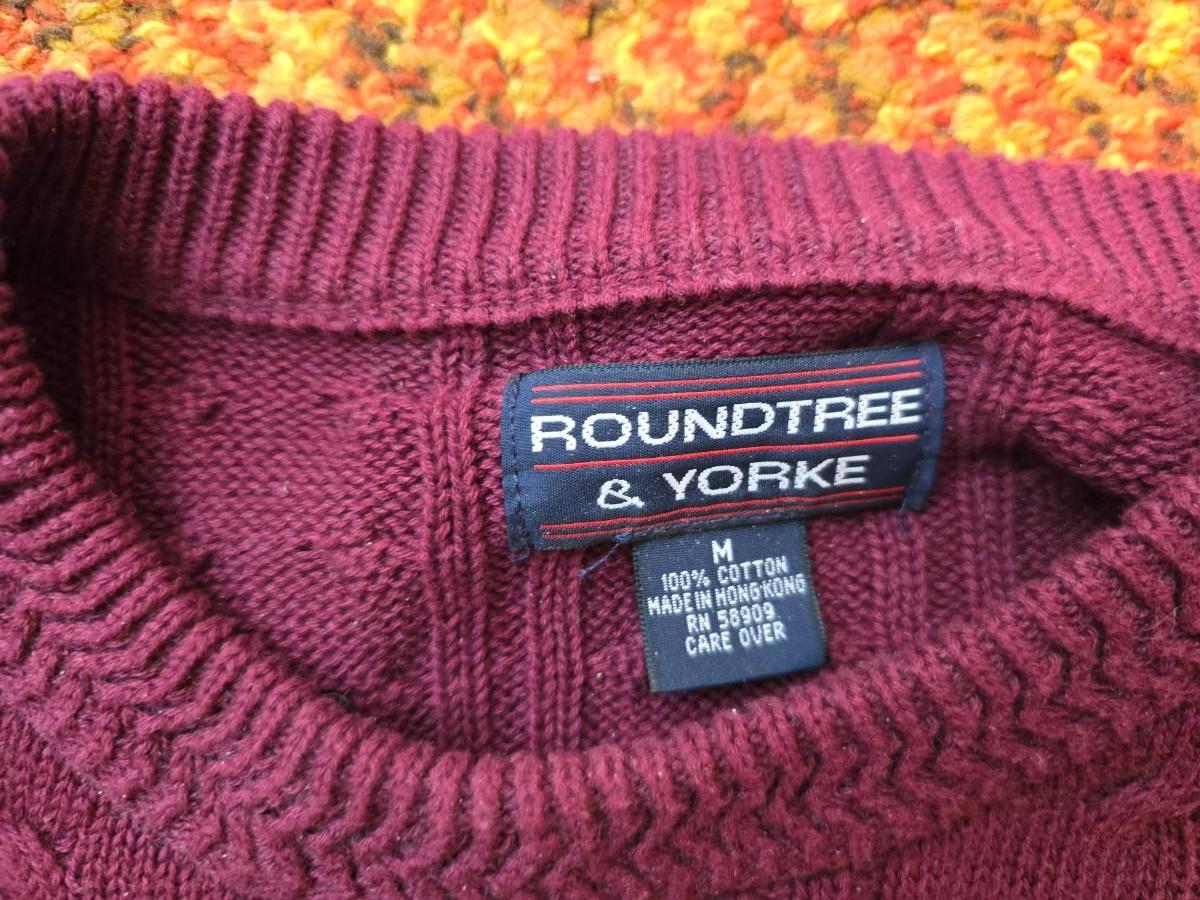 ROUNDTREE
& YORKE
M
100% COTTON
MADE IN HONG KONG
RN 58909
CARE OVER